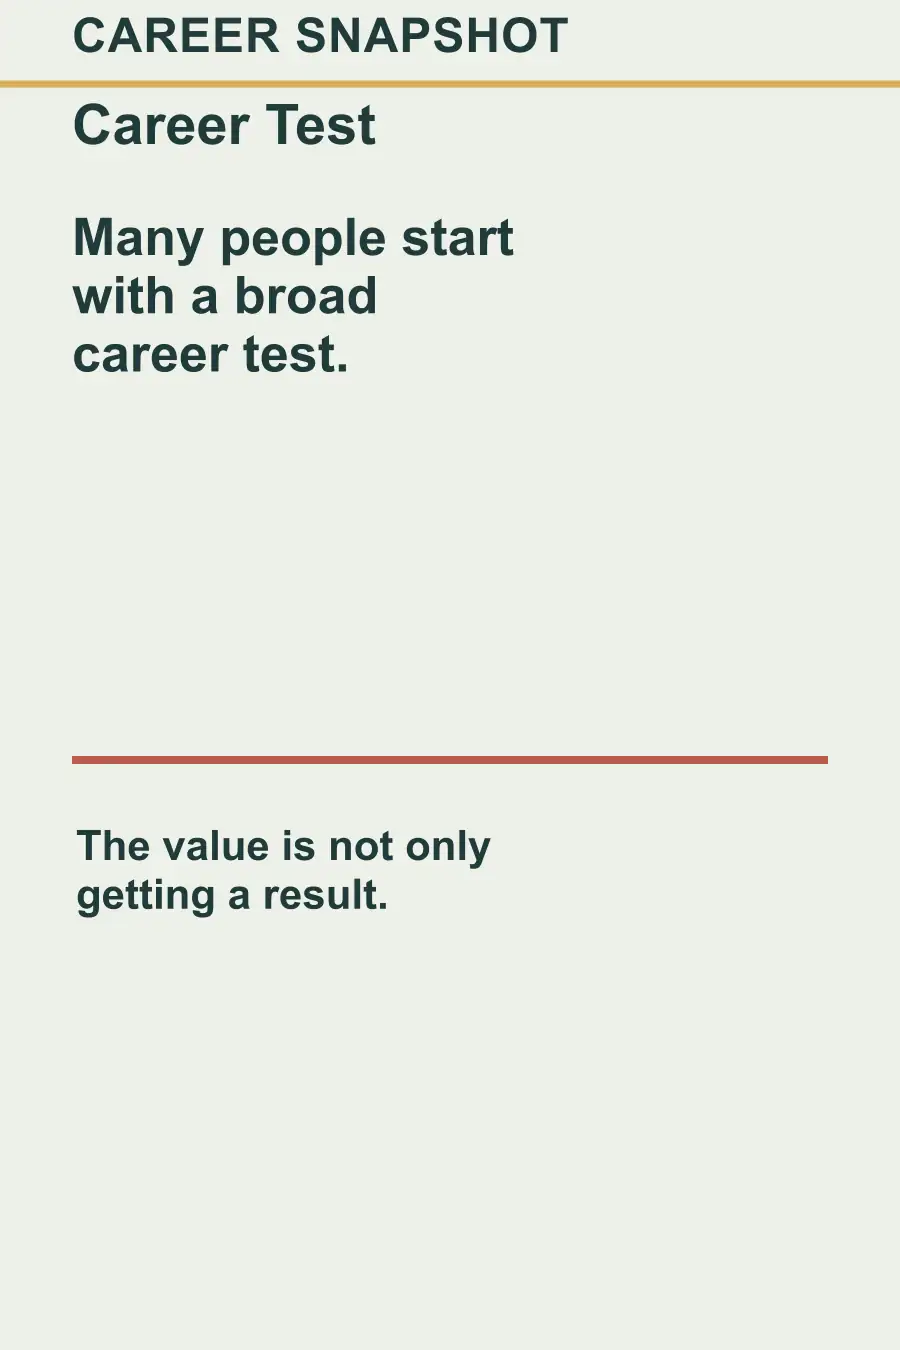 CAREER SNAPSHOT
Career Test
Many people start
with a broad
career test.
The value is not only
getting a result.